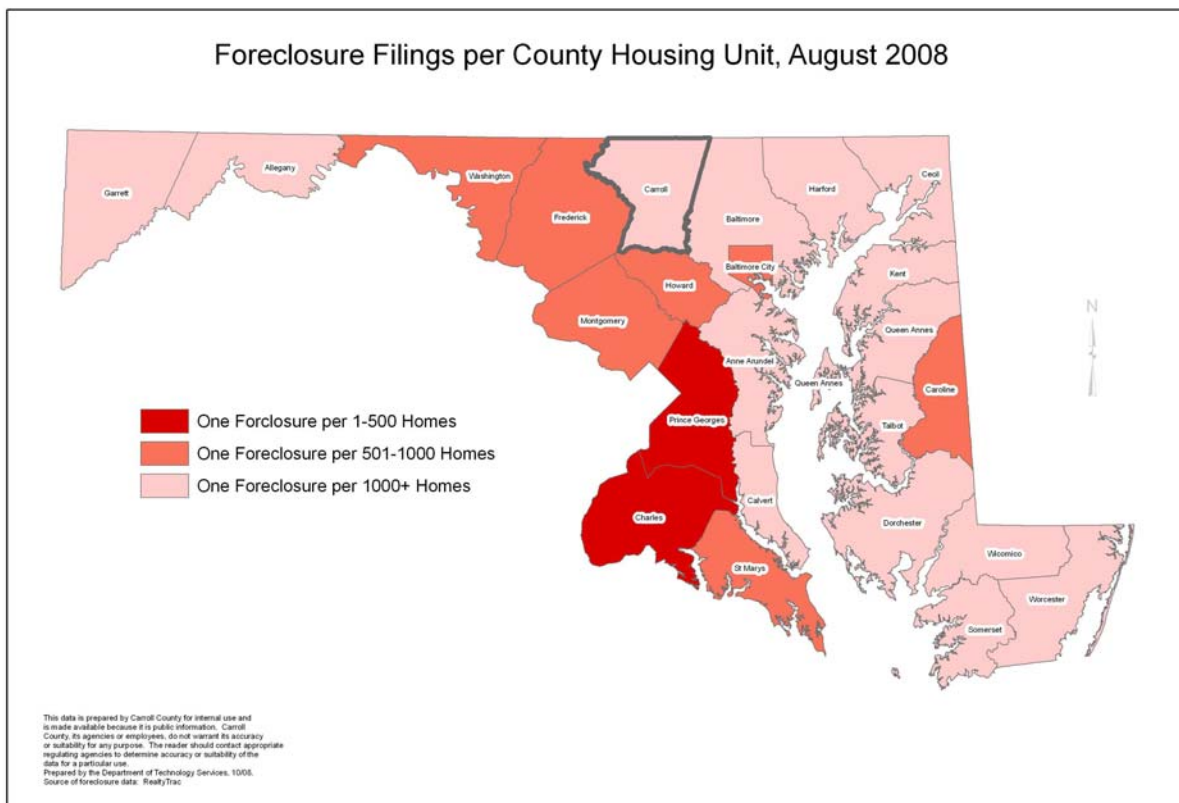 Foreclosure Filings per County Housing Unit, August 2008
Garrett
Allegany
Washington
Frederick
Carroll
Baltimore
Harford
Cecil
Baltimore City
Kent
Howard
Montgomery
Queen Annes
Anne Arundel
Queen Annes
Caroline
Prince Georges
Talbot
Calvert
Charles
Dorchester
St Marys
Wilcomico
Worcester
Somerset
N
One Forclosure per 1-500 Homes
One Foreclosure per 501-1000 Homes
One Foreclosure per 1000+ Homes
This data is prepared by Carroll County for internal use and
is made available because it is public information. Carroll
County, its agencies or employees, do not warrant its accuracy
or suitability for any purpose. The reader should contact appropriate
regulating agencies to determine accuracy or suitability of the
data for a particular use.
Prepared by the Department of Technology Services, 10/08.
Source of foreclosure data: RealtyTrac